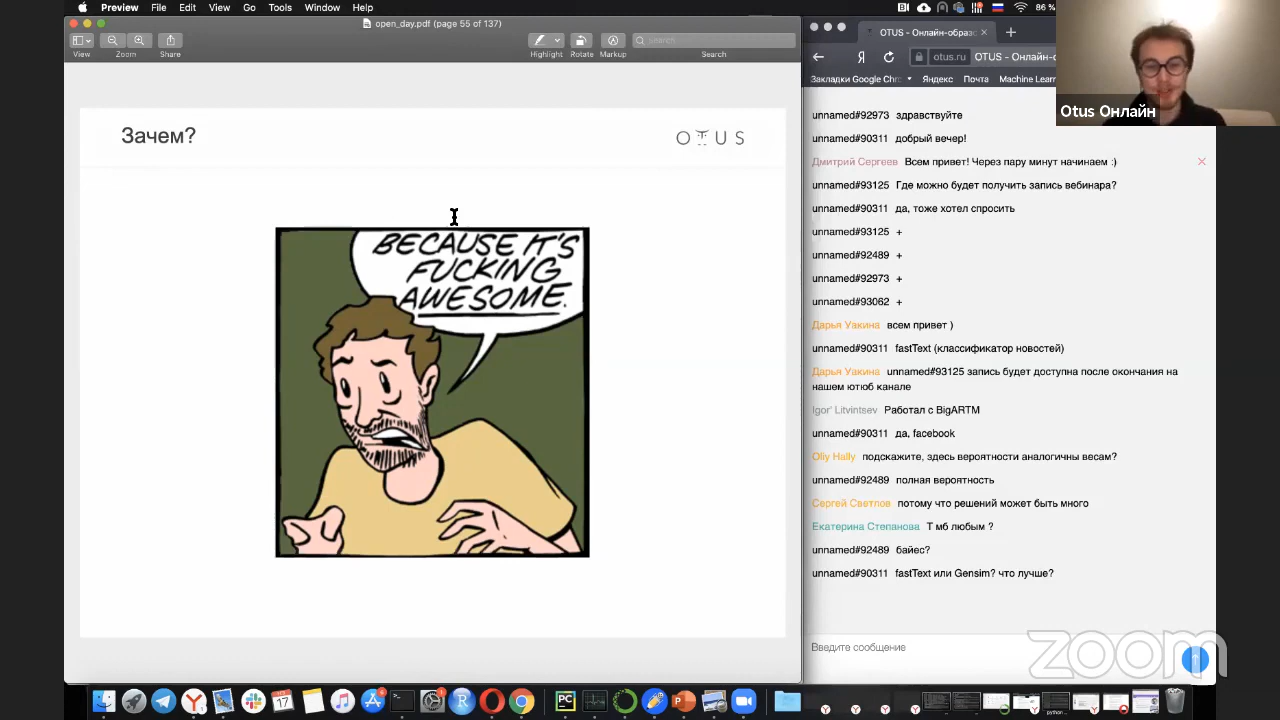 Preview File Edit View Go Tools Window Help
86 %
open_day.pdf (page 55 of 137)
View Zoom Share Highlight Rotate Markup Search
Search
Зачем?
OTUS
BECAUSE IT'S
FUCKING
AWESOME.
OTUS - Онлайн-образо
otus.ru OTUS - Онлайн-о
Закладки Google Chr Яндекс Почта Machine Learn
Otus Онлайн
unnamed#92973 здравствуйте
unnamed#90311 добрый вечер!
Дмитрий Сергеев Всем привет! Через пару минут начинаем :)
unnamed#93125 Где можно будет получить запись вебинара?
unnamed#90311 да, тоже хотел спросить
unnamed#93125 +
unnamed#92489 +
unnamed#92973 +
unnamed#93062 +
Дарья Уакина всем привет )
unnamed#90311 fastText (классификатор новостей)
Дарья Уакина unnamed#93125 запись будет доступна после окончания на
нашем ютюб канале
Igor' Litvintsev Работал с BigARTM
unnamed#90311 да, facebook
Oliy Hally подскажите, здесь вероятности аналогичны весам?
unnamed#92489 полная вероятность
Сергей Светлов потому что решений может быть много
Екатерина Степанова Т мб любым ?
unnamed#92489 байес?
unnamed#90311 fastText или Gensim? что лучше?
Введите сообщение
zoom